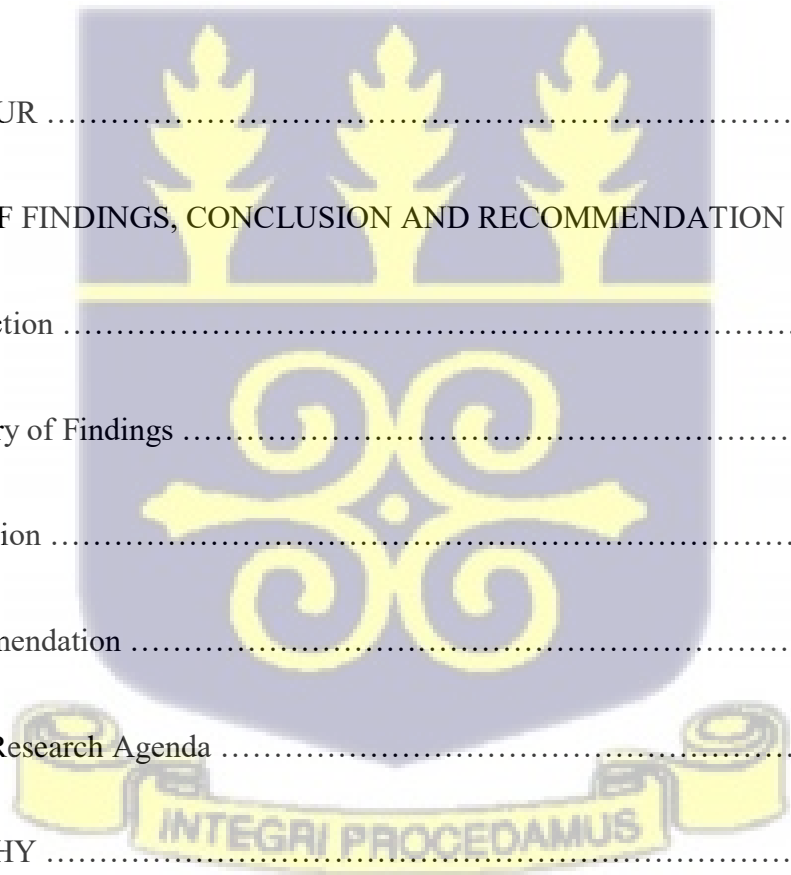 UR ........................................................................................
F FINDINGS, CONCLUSION AND RECOMMENDATION
ction ........................................................................................
ry of Findings ........................................................................................
ion ........................................................................................
mendation ........................................................................................
Research Agenda ........................................................................................
INTEGRI PROCEDAMUS
HY ........................................................................................